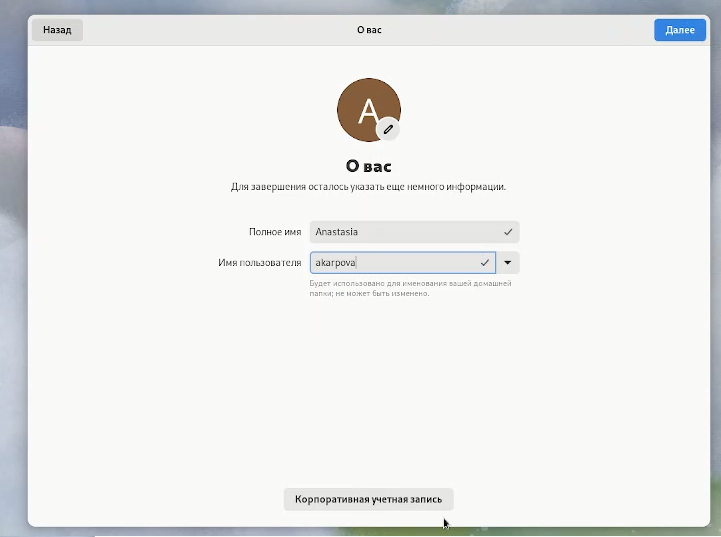 Назад О вас Далее
A
О вас
Для завершения осталось указать еще немного информации.
Полное имя Anastasia
Имя пользователя akarpova
Будет использовано для именования вашей домашней
папки; не может быть изменено.
Корпоративная учетная запись